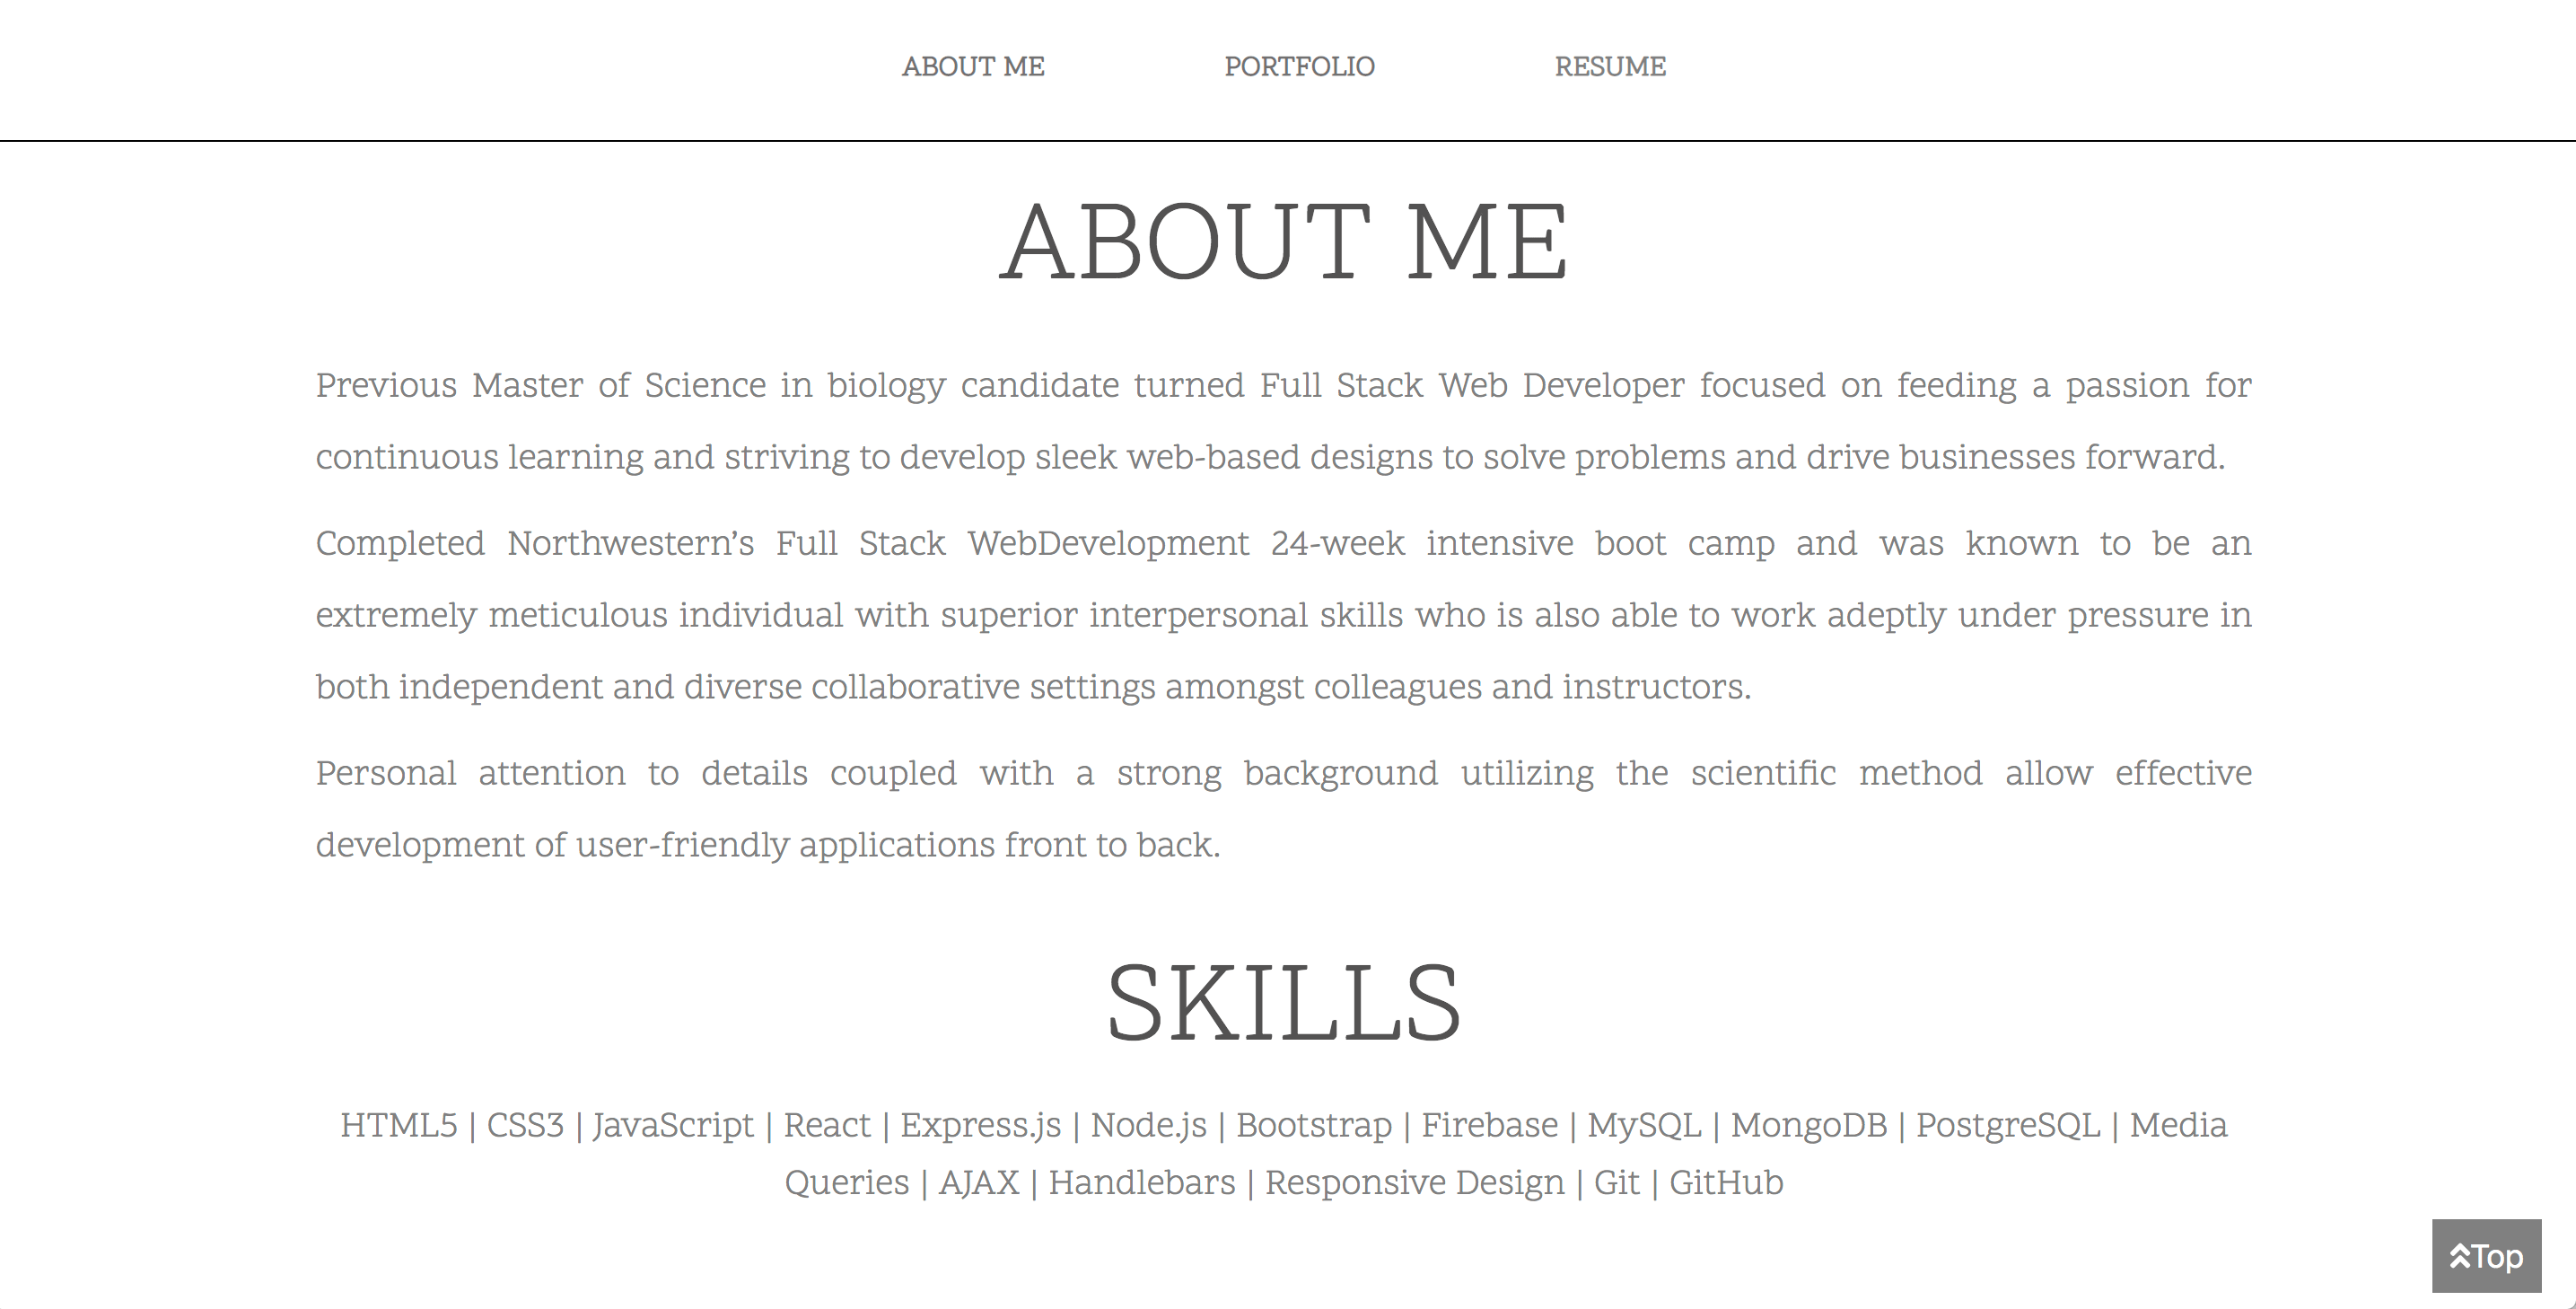 ABOUT ME PORTFOLIO RESUME
ABOUT ME
Previous Master of Science in biology candidate turned Full Stack Web Developer focused on feeding a passion for
continuous learning and striving to develop sleek web-based designs to solve problems and drive businesses forward.
Completed Northwestern’s Full Stack WebDevelopment 24-week intensive boot camp and was known to be an
extremely meticulous individual with superior interpersonal skills who is also able to work adeptly under pressure in
both independent and diverse collaborative settings amongst colleagues and instructors.
Personal attention to details coupled with a strong background utilizing the scientific method allow effective
development of user-friendly applications front to back.
SKILLS
HTML5 | CSS3 | JavaScript | React | Express.js | Node.js | Bootstrap | Firebase | MySQL | MongoDB | PostgreSQL | Media
Queries | AJAX | Handlebars | Responsive Design | Git | GitHub
Top